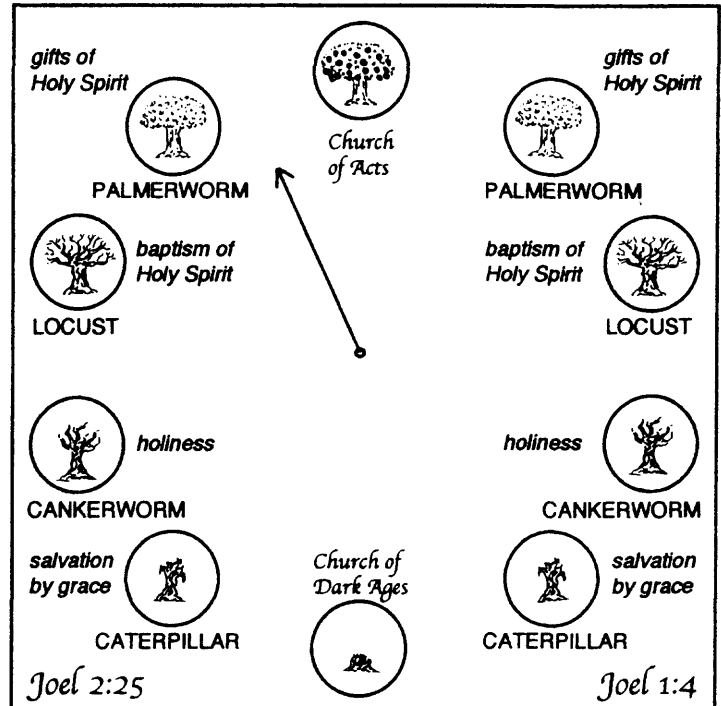 gifts of
Holy Spirit
PALMERWORM
Church
of Acts
gifts of
Holy Spirit
PALMERWORM
baptism of
Holy Spirit
LOCUST
baptism of
Holy Spirit
LOCUST
holiness
CANKERWORM
holiness
CANKERWORM
salvation
by grace
CATERPILLAR
Church of
Dark Ages
salvation
by grace
CATERPILLAR
Joel 2:25
Joel 1:4